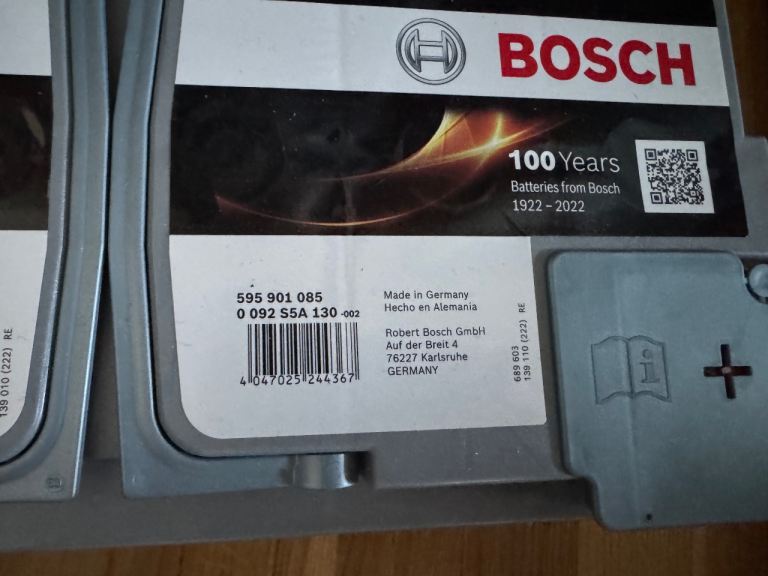 BOSCH
100 Years
Batteries from Bosch
1922 – 2022
595 901 085
0 092 S5A 130 -002
4 047025 244367
Made in Germany
Hecho en Alemania
Robert Bosch GmbH
Auf der Breit 4
76227 Karlsruhe
GERMANY
689 603
139 110 (222) RE
139 010 (222) RE
i
+